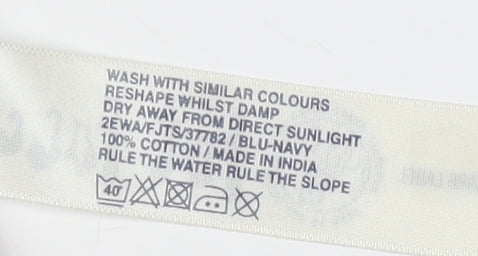 WASH WITH SIMILAR COLOURS
RESHAPE WHILST DAMP
DRY AWAY FROM DIRECT SUNLIGHT
2EWA/FJTS/37782 / BLU-NAVY
100% COTTON / MADE IN INDIA
RULE THE WATER RULE THE SLOPE
40°